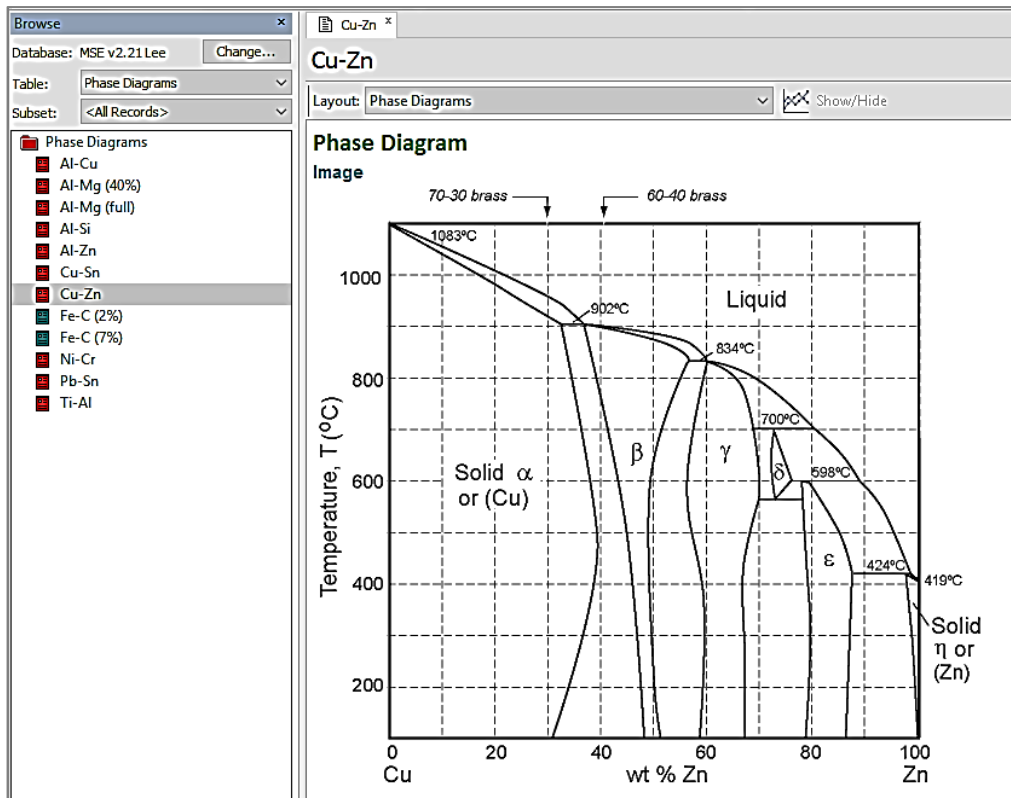 Browse ×
Database: MSE v2.21 Lee Change...
Table: Phase Diagrams
Subset: <All Records>
Phase Diagrams
Al-Cu
Al-Mg (40%)
Al-Mg (full)
Al-Si
Al-Zn
Cu-Sn
Cu-Zn
Fe-C (2%)
Fe-C (7%)
Ni-Cr
Pb-Sn
Ti-Al
Cu-Zn ×
Cu-Zn
Layout: Phase Diagrams Show/Hide
Phase Diagram
Image
70-30 brass 60-40 brass
1083ºC
1000
902ºC
Liquid
834ºC
800
700ºC
Temperature, T (ºC)
β γ δ
Solid α
or (Cu)
598ºC
600
ε
424ºC
400
419ºC
Solid
η or
(Zn)
200
0 20 40 60 80 100
Cu wt % Zn Zn